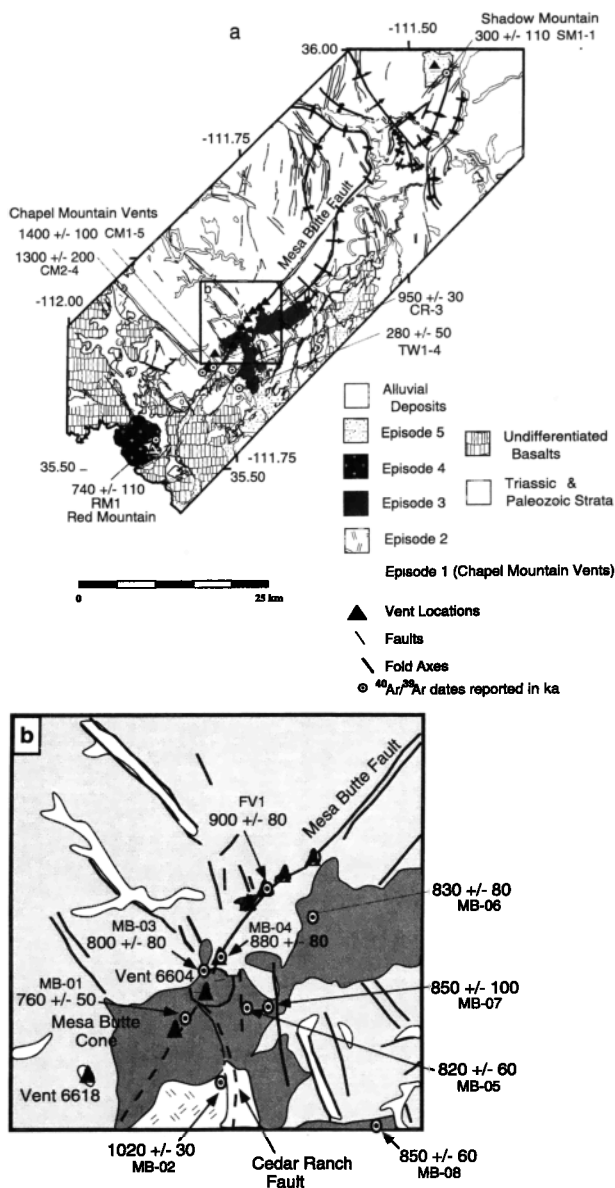 a
Shadow Mountain
300 +/- 110 SM1-1
-111.50
36.00
-111.75
Mesa Butte Fault
Chapel Mountain Vents
1400 +/- 100 CM1-5
1300 +/- 200
CM2-4
-112.00
b
950 +/- 30
CR-3
280 +/- 50
TW1-4
-111.75
35.50
35.50
740 +/- 110
RM1
Red Mountain
Alluvial
Deposits
Episode 5
Episode 4
Episode 3
Episode 2
Undifferentiated
Basalts
Triassic &
Paleozoic Strata
Episode 1 (Chapel Mountain Vents)
0 25 km
Vent Locations
Faults
Fold Axes
40Ar/39Ar dates reported in ka
b
Mesa Butte Fault
FV1
900 +/- 80
830 +/- 80
MB-06
MB-03
800 +/- 80
MB-04
880 +/- 80
Vent 6604
MB-01
760 +/- 50
Mesa Butte
Cone
850 +/- 100
MB-07
820 +/- 60
MB-05
Vent 6618
1020 +/- 30
MB-02
Cedar Ranch
Fault
850 +/- 60
MB-08